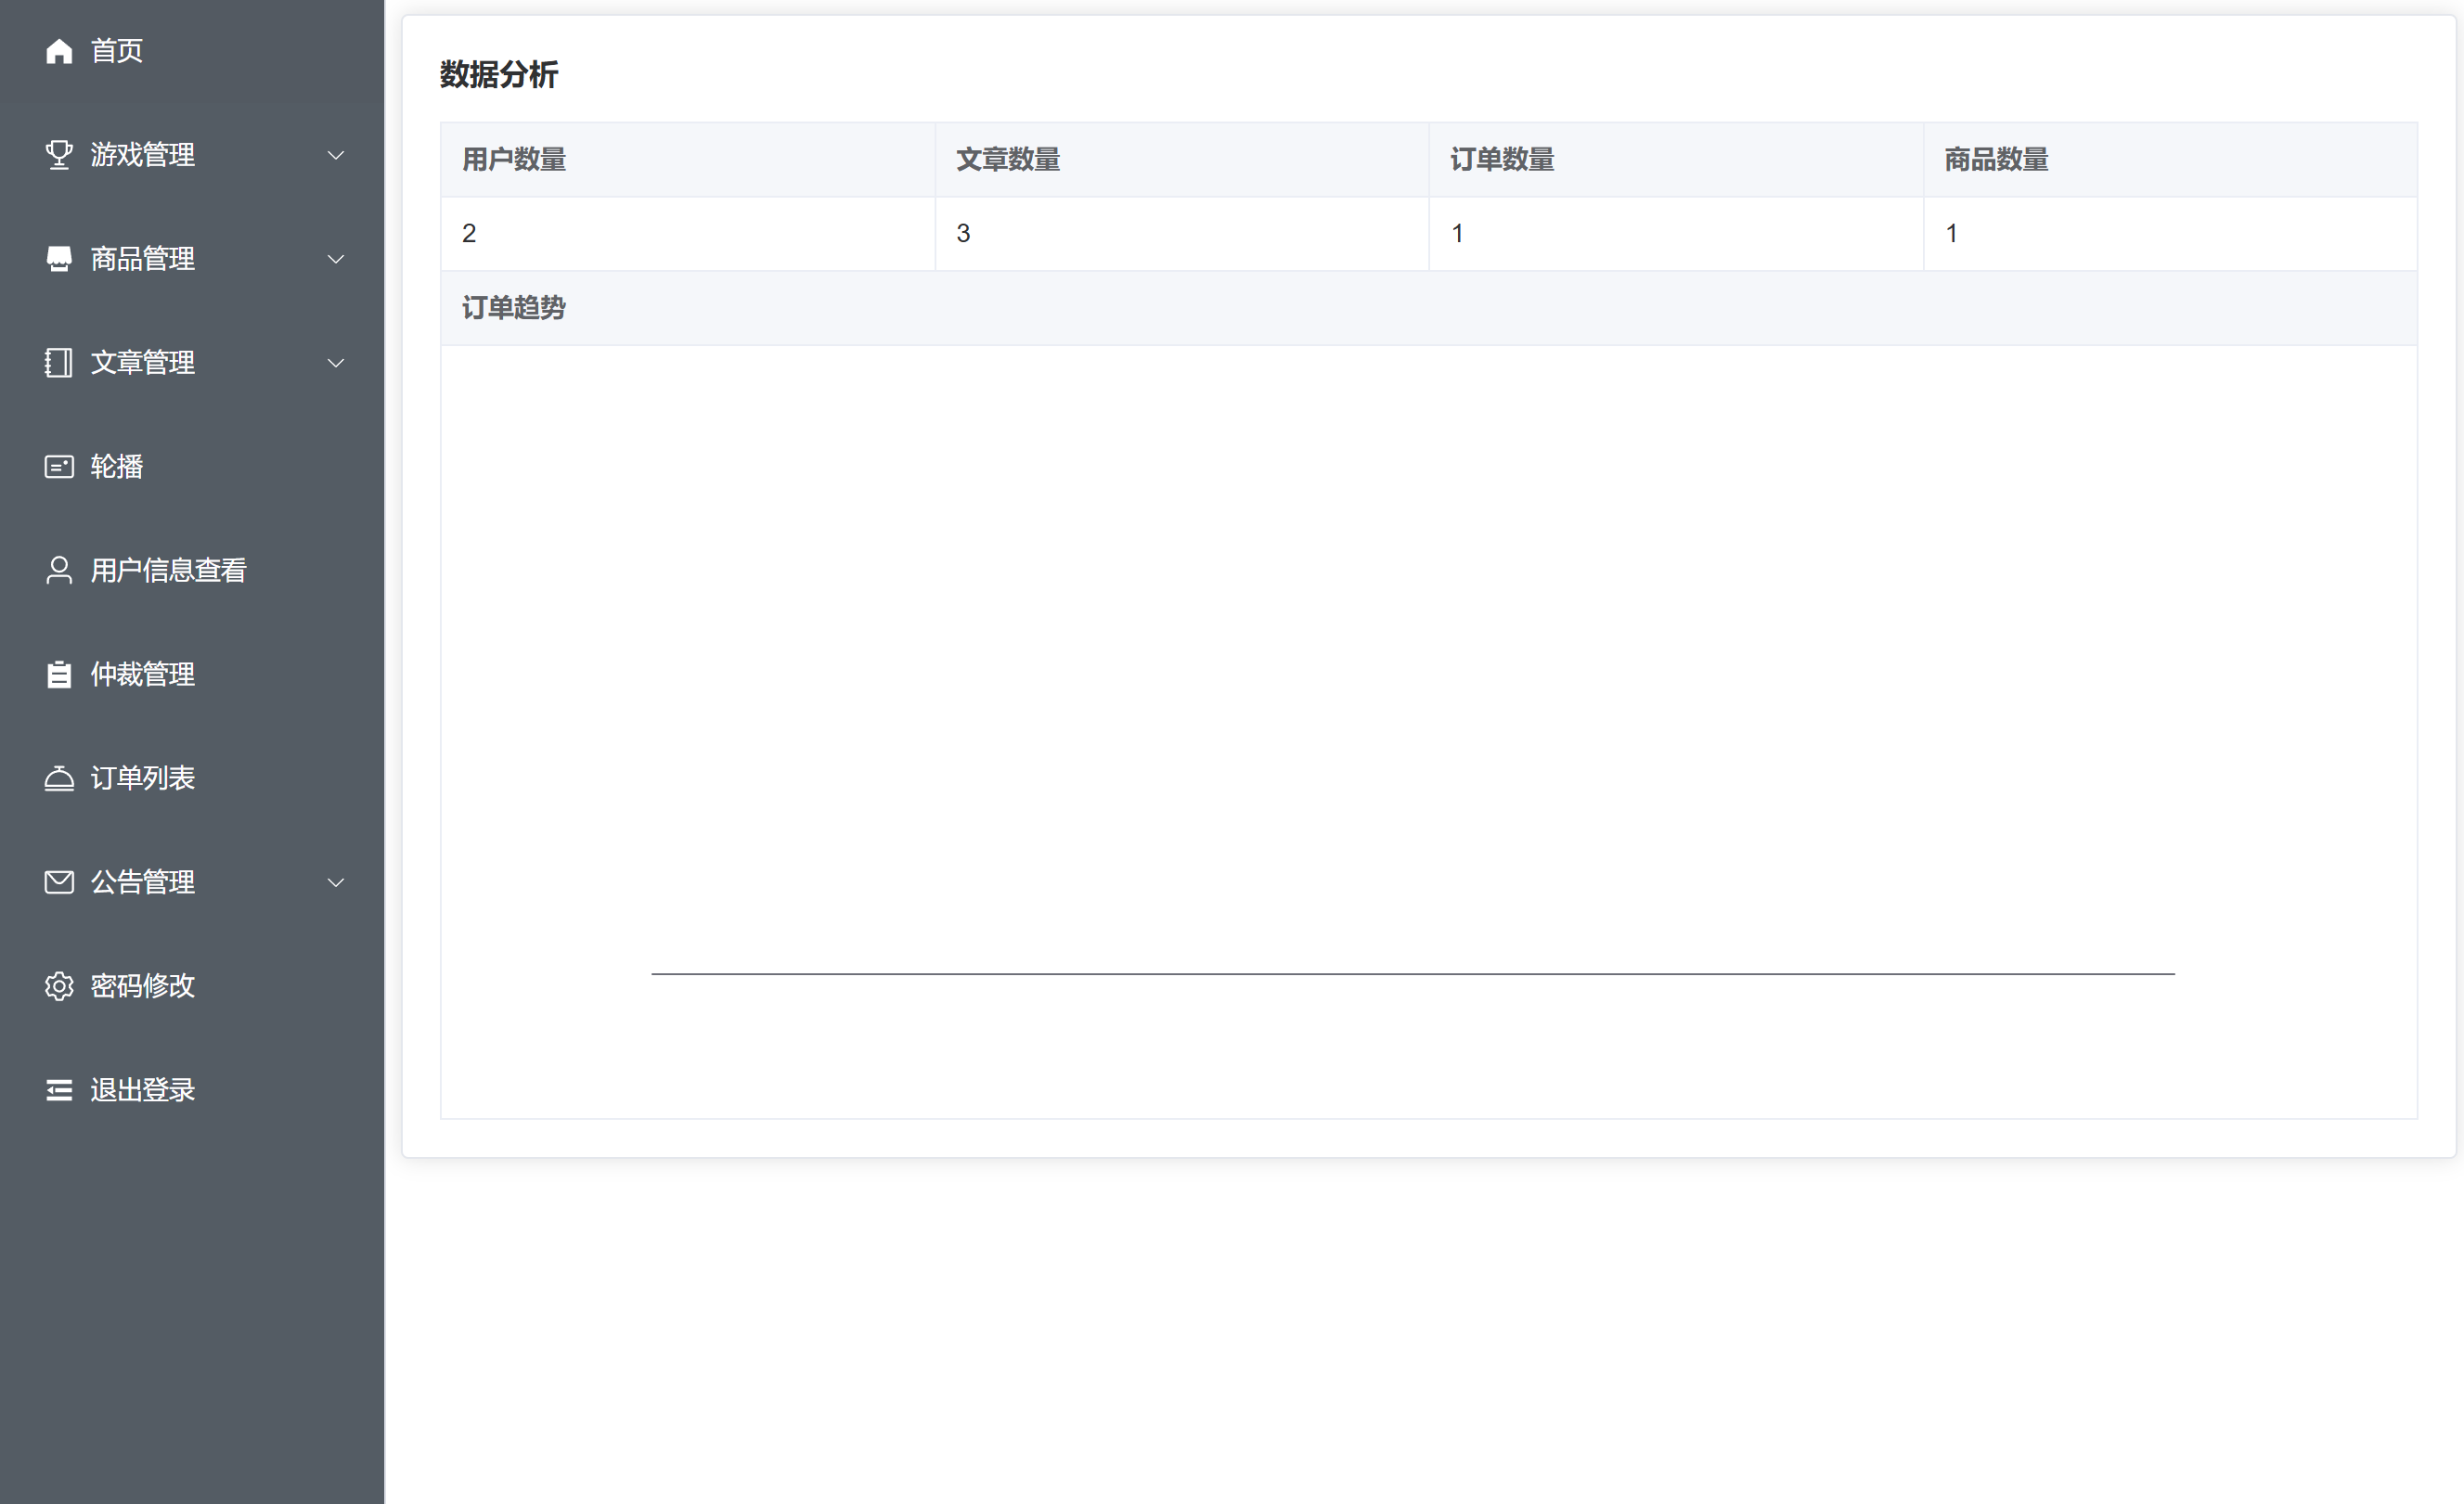 首页
游戏管理
商品管理
文章管理
轮播
用户信息查看
仲裁管理
订单列表
公告管理
密码修改
退出登录
数据分析
用户数量 文章数量 订单数量 商品数量
2 3 1 1
订单趋势